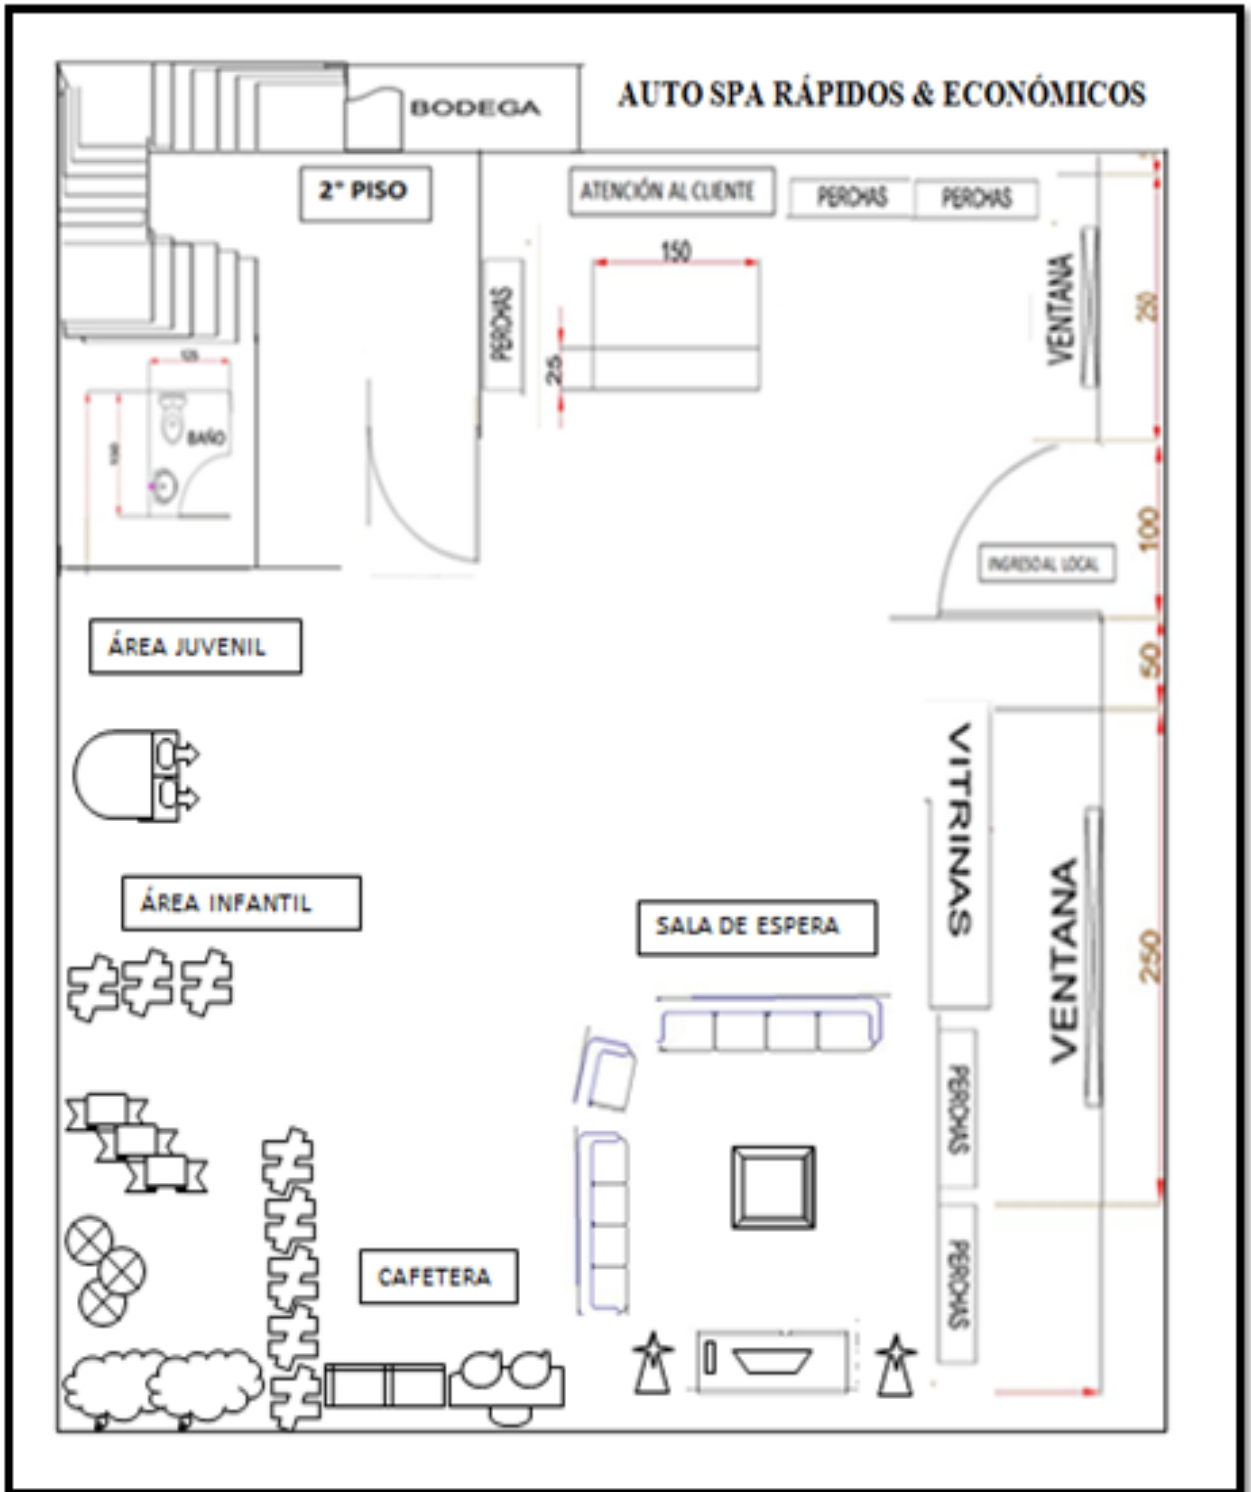 AUTO SPA RÁPIDOS & ECONÓMICOS
BODEGA
2° PISO
ATENCIÓN AL CLIENTE
PERCHAS
PERCHAS
150
PERCHAS
25
VENTANA
250
125
BAÑO
100
INGRESO AL LOCAL
50
ÁREA JUVENIL
VITRINAS
ÁREA INFANTIL
SALA DE ESPERA
VENTANA
250
PERCHAS
PERCHAS
CAFETERA